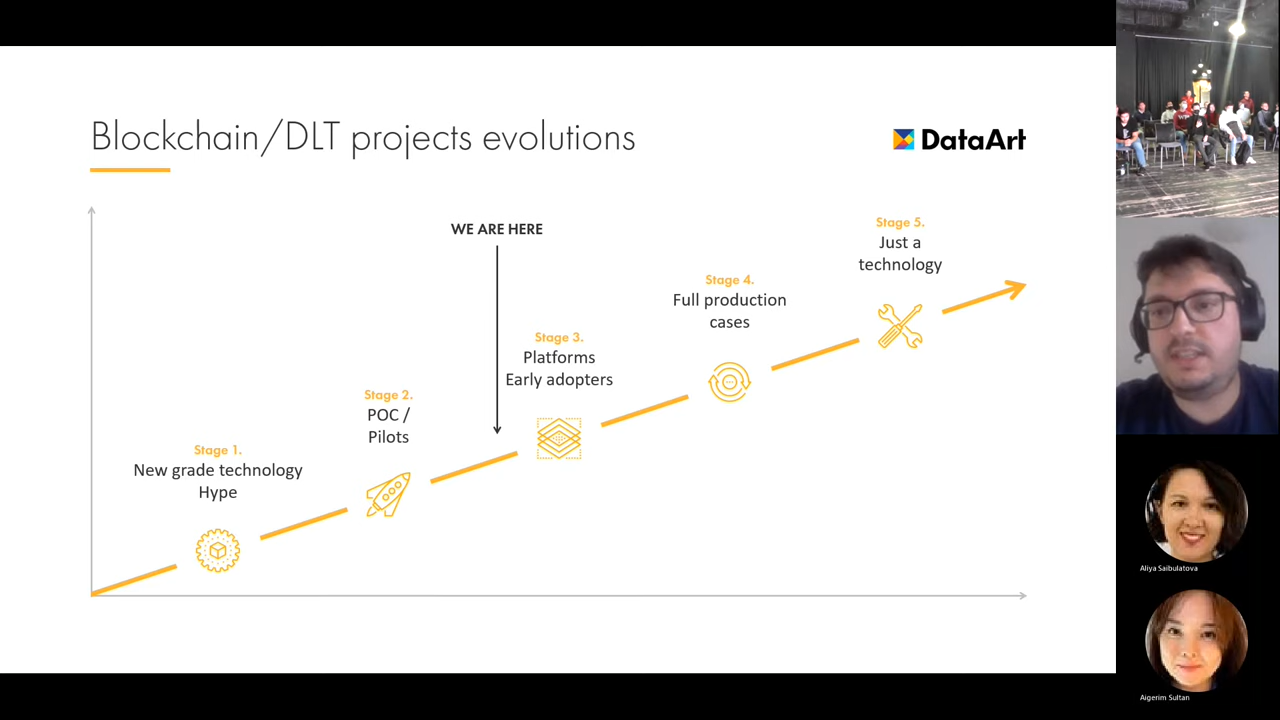 Blockchain/DLT projects evolutions
DataArt
WE ARE HERE
Stage 1.
New grade technology
Hype
Stage 2.
POC /
Pilots
Stage 3.
Platforms
Early adopters
Stage 4.
Full production
cases
Stage 5.
Just a
technology
Aliya Saibulatova
Aigerim Sultan